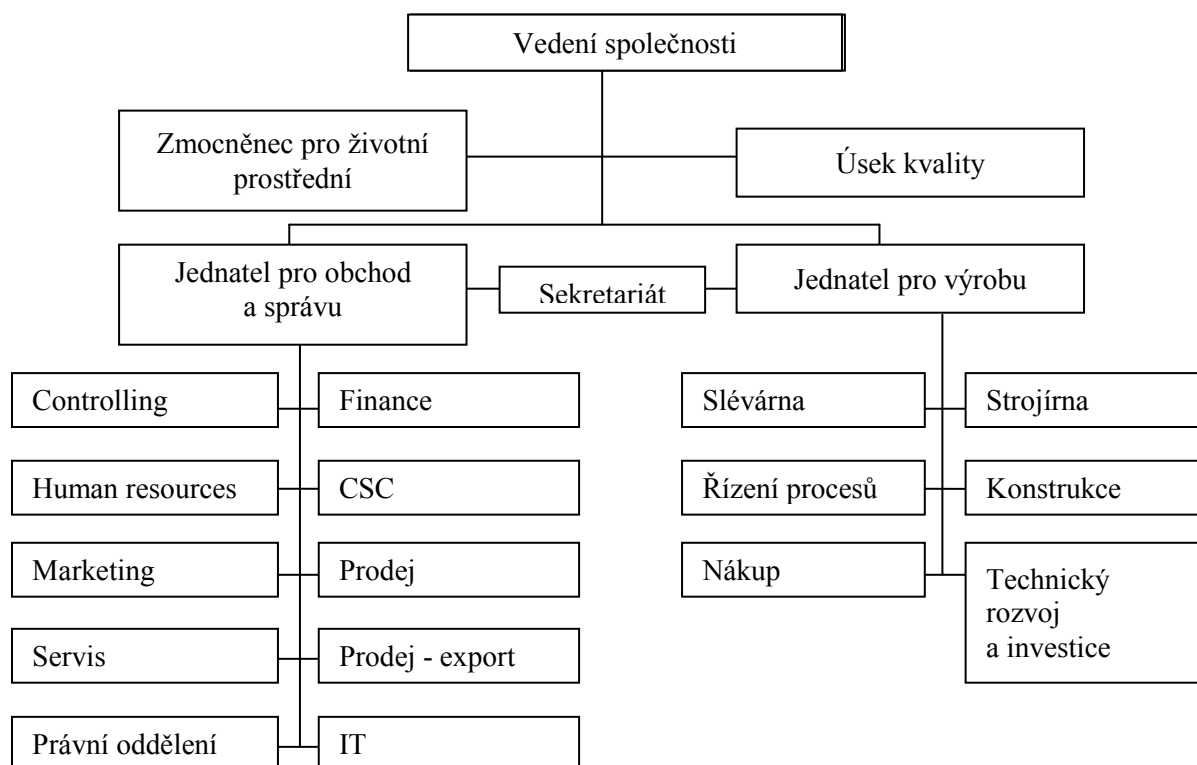 Vedení společnosti
Zmocněnec pro životní
prostřední
Úsek kvality
Jednatel pro obchod
a správu
Sekretariát
Jednatel pro výrobu
Controlling
Finance
Slévárna
Strojírna
Human resources
CSC
Řízení procesů
Konstrukce
Marketing
Prodej
Nákup
Technický
rozvoj
a investice
Servis
Prodej - export
Právní oddělení
IT